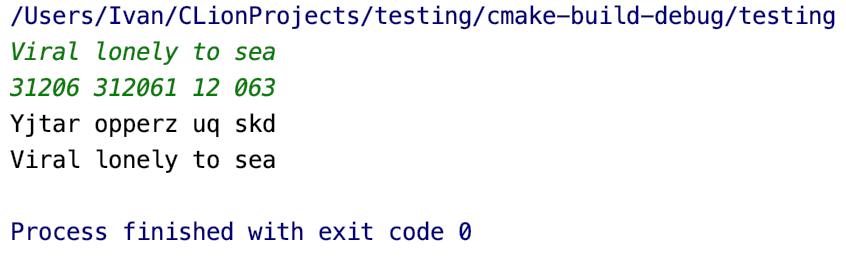 /Users/Ivan/CLionProjects/testing/cmake-build-debug/testing
Viral lonely to sea
31206 312061 12 063
Yjtar opperz uq skd
Viral lonely to sea
Process finished with exit code 0